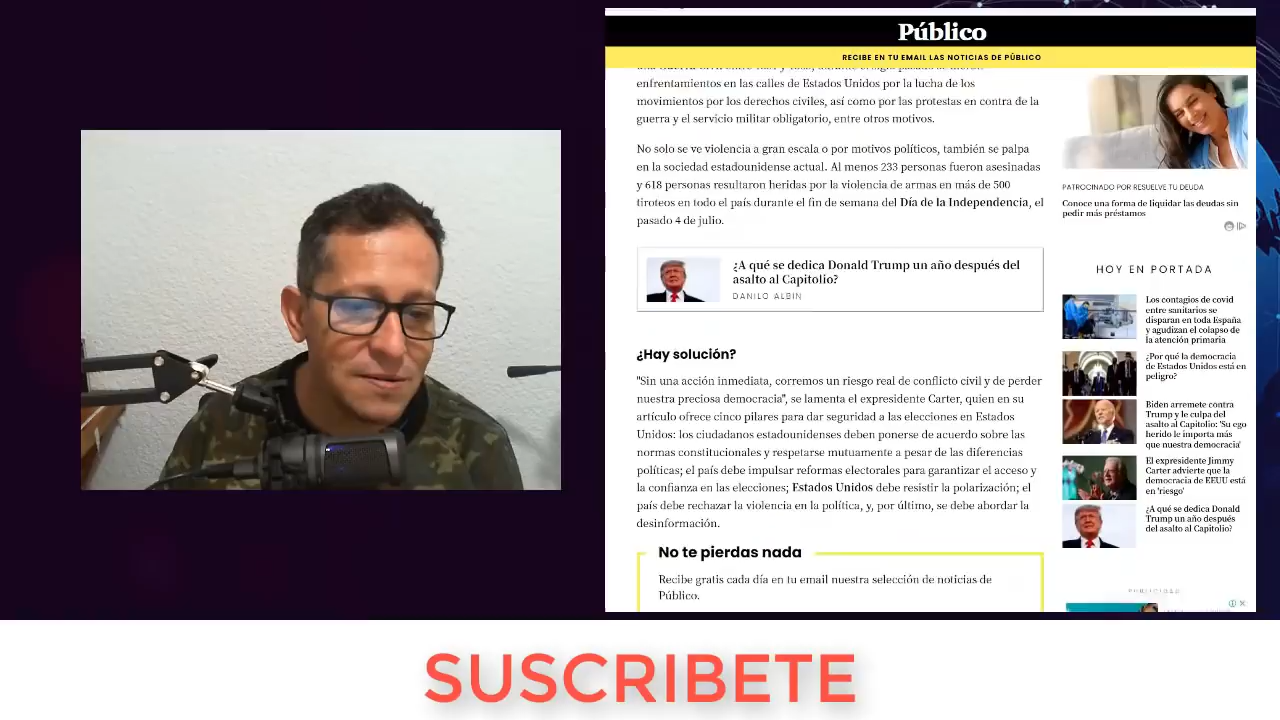 Público
RECIBE EN TU EMAIL LAS NOTICIAS DE PÚBLICO
enfrentamientos en las calles de Estados Unidos por la lucha de los
movimientos por los derechos civiles, así como por las protestas en contra de la
guerra y el servicio militar obligatorio, entre otros motivos.
No solo se ve violencia a gran escala o por motivos políticos, también se palpa
en la sociedad estadounidense actual. Al menos 233 personas fueron asesinadas
y 618 personas resultaron heridas por la violencia de armas en más de 500
tiroteos en todo el país durante el fin de semana del Día de la Independencia, el
pasado 4 de julio.
¿A qué se dedica Donald Trump un año después del
asalto al Capitolio?
DANILO ALBIN
¿Hay solución?
"Sin una acción inmediata, corremos un riesgo real de conflicto civil y de perder
nuestra preciosa democracia", se lamenta el expresidente Carter, quien en su
artículo ofrece cinco pilares para dar seguridad a las elecciones en Estados
Unidos: los ciudadanos estadounidenses deben ponerse de acuerdo sobre las
normas constitucionales y respetarse mutuamente a pesar de las diferencias
políticas; el país debe impulsar reformas electorales para garantizar el acceso y
la confianza en las elecciones; Estados Unidos debe resistir la polarización; el
país debe rechazar la violencia en la política, y, por último, se debe abordar la
desinformación.
No te pierdas nada
Recibe gratis cada día en tu email nuestra selección de noticias de
Público.
PATROCINADO POR RESUELVE TU DEUDA
Conoce una forma de liquidar las deudas sin
pedir más préstamos
HOY EN PORTADA
Los contagios de covid
entre sanitarios se
disparan en toda España
y agudizan el colapso de
la atención primaria
¿Por qué la democracia
de Estados Unidos está en
peligro?
Biden arremete contra
Trump y le culpa del
asalto al Capitolio: 'Su ego
herido le importa más
que nuestra democracia'
El expresidente Jimmy
Carter advierte que la
democracia de EEUU está
en 'riesgo'
¿A qué se dedica Donald
Trump un año después
del asalto al Capitolio?
PUBLICIDAD
SUSCRIBETE